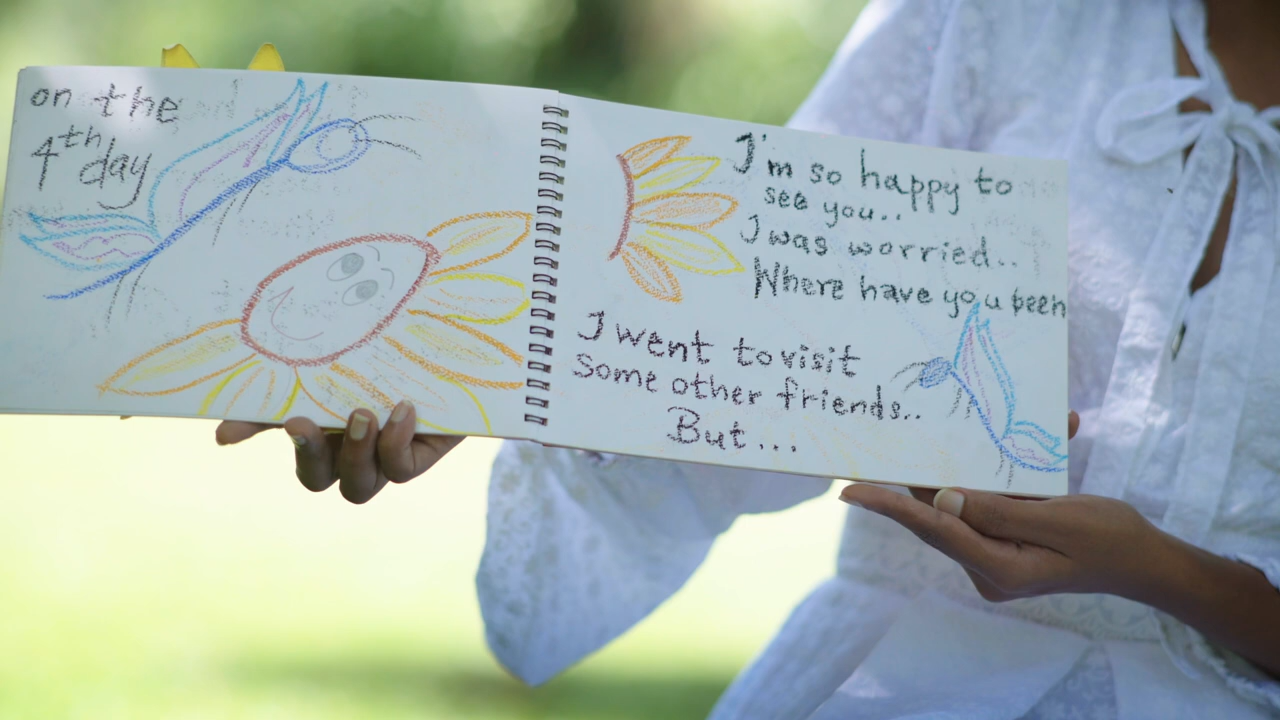 on the
4th day
I'm so happy to
see you..
I was worried..
Where have you been
I went to visit
Some other friends..
But...